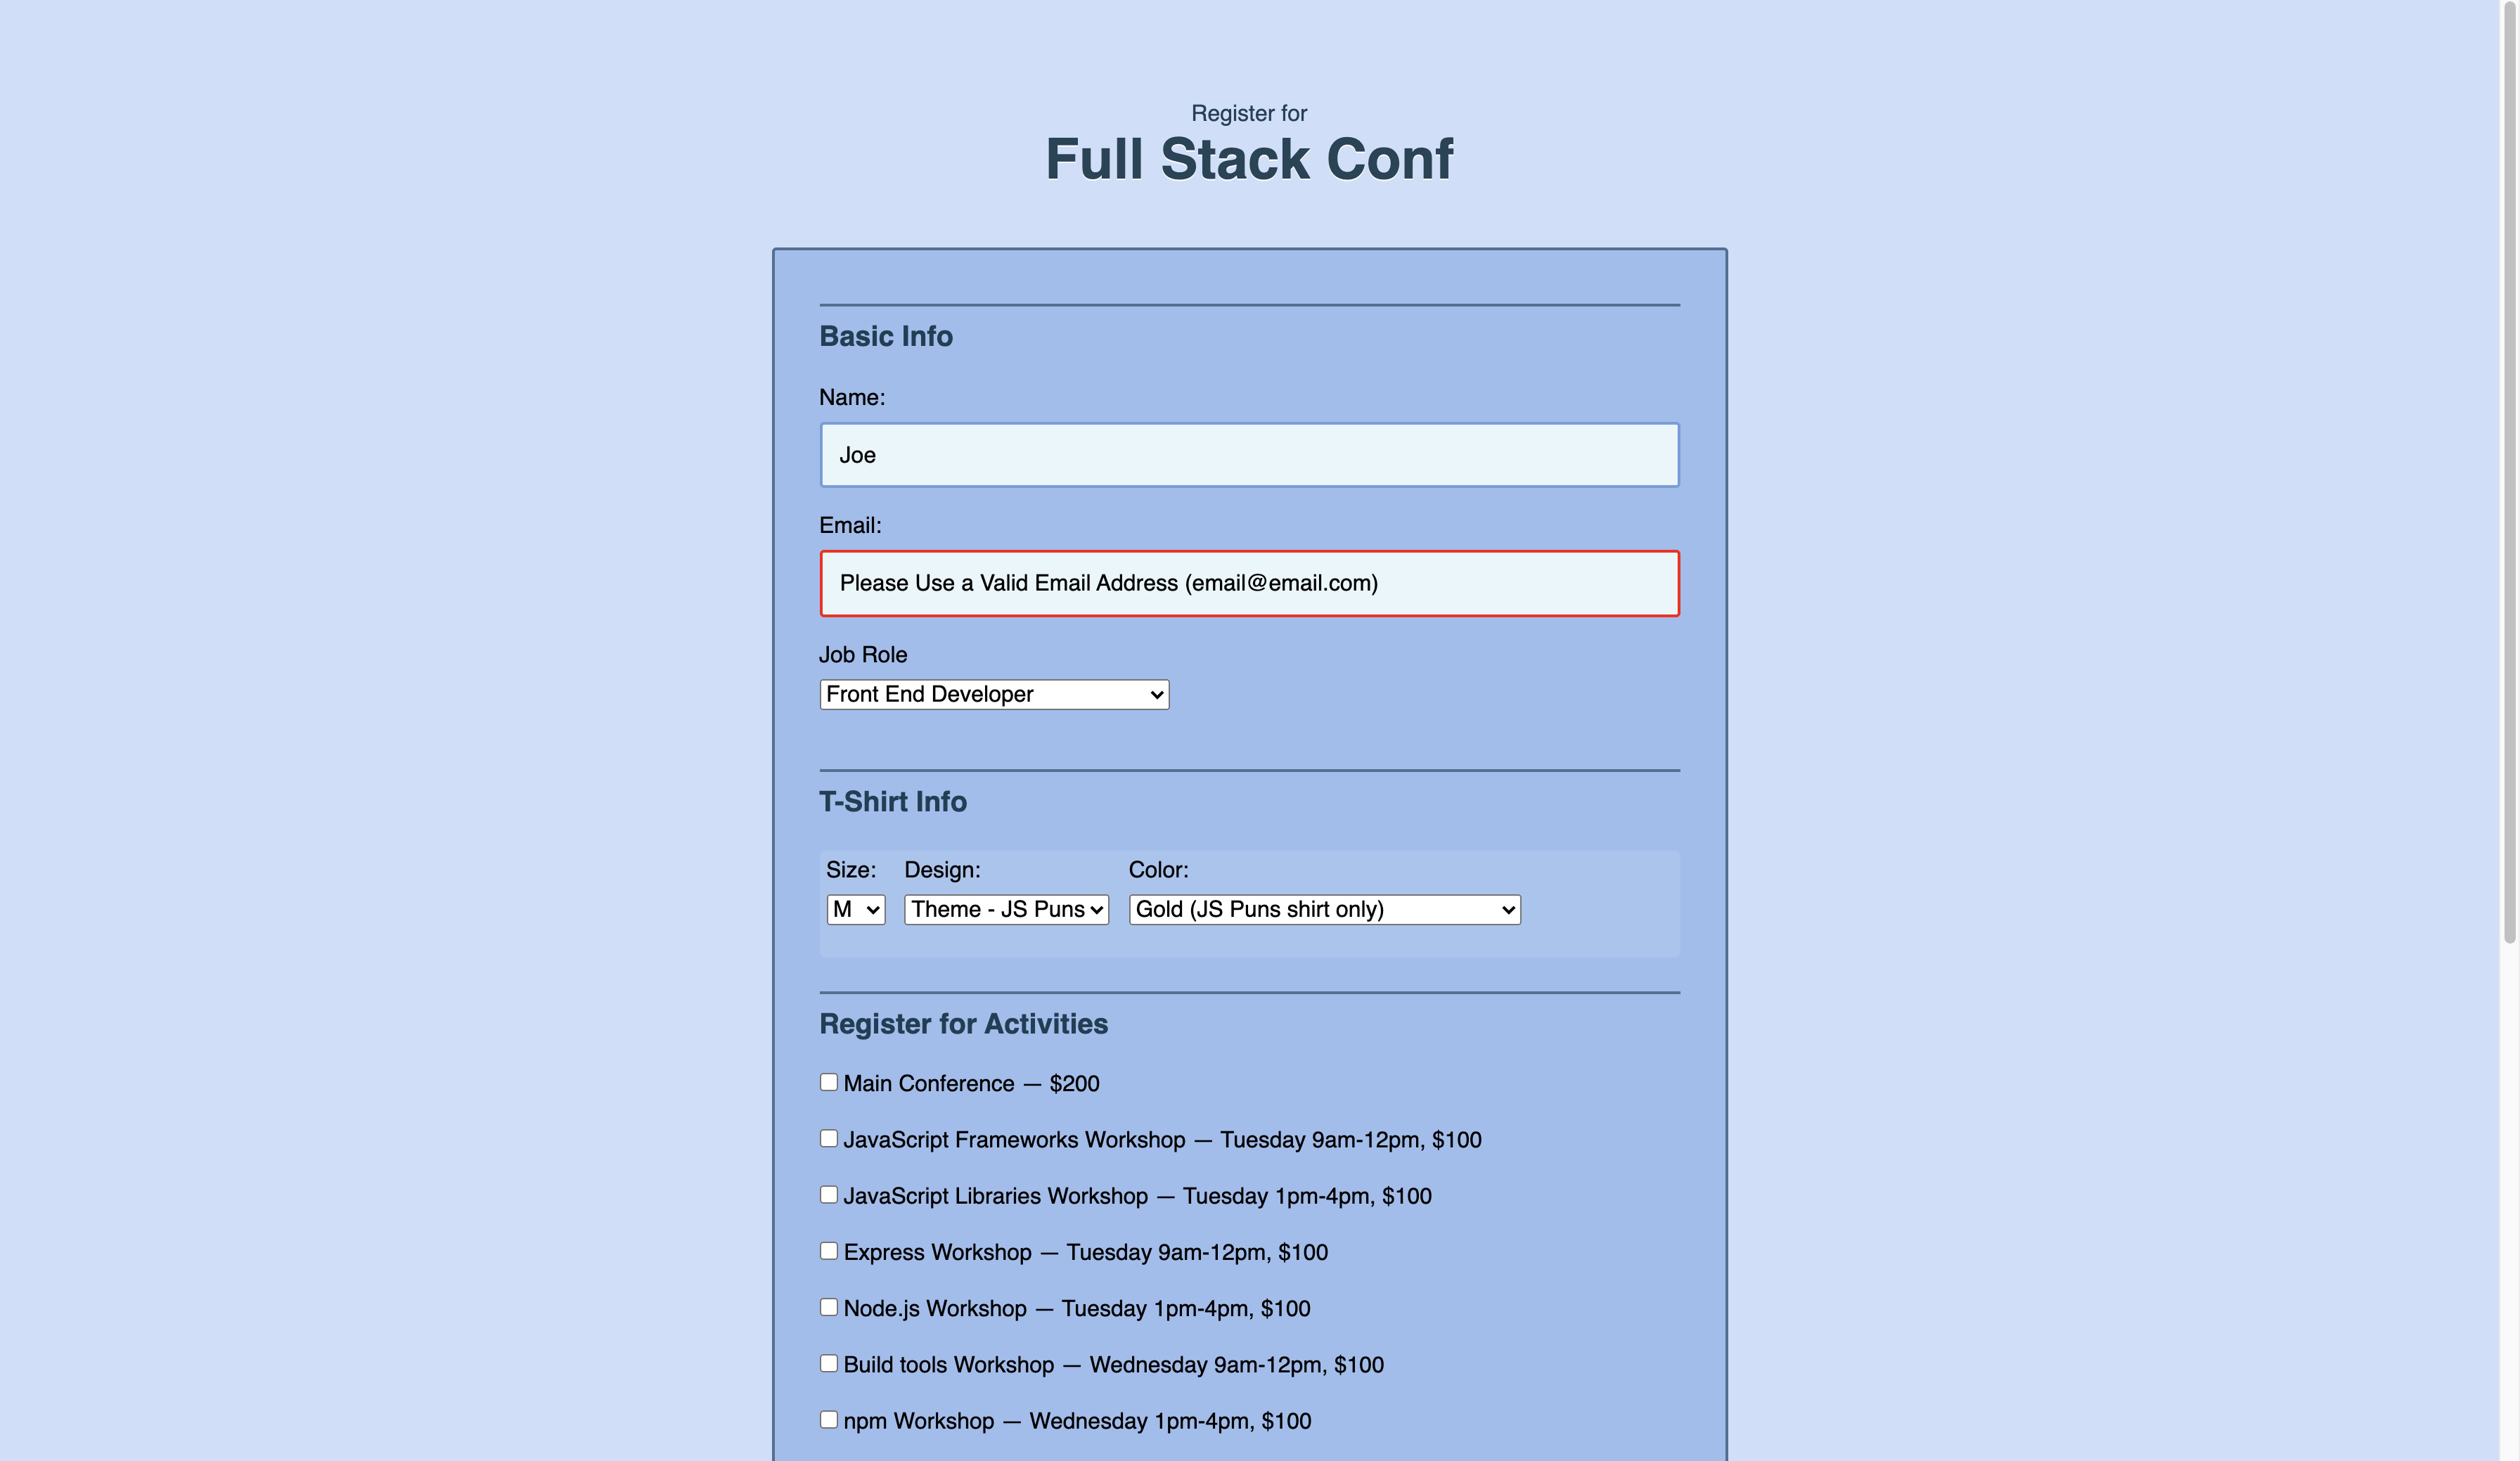 Register for
Full Stack Conf
Basic Info
Name:
Joe
Email:
Please Use a Valid Email Address (email@email.com)
Job Role
Front End Developer
T-Shirt Info
Size: Design: Color:
M Theme - JS Puns Gold (JS Puns shirt only)
Register for Activities
Main Conference — $200
JavaScript Frameworks Workshop — Tuesday 9am-12pm, $100
JavaScript Libraries Workshop — Tuesday 1pm-4pm, $100
Express Workshop — Tuesday 9am-12pm, $100
Node.js Workshop — Tuesday 1pm-4pm, $100
Build tools Workshop — Wednesday 9am-12pm, $100
npm Workshop — Wednesday 1pm-4pm, $100